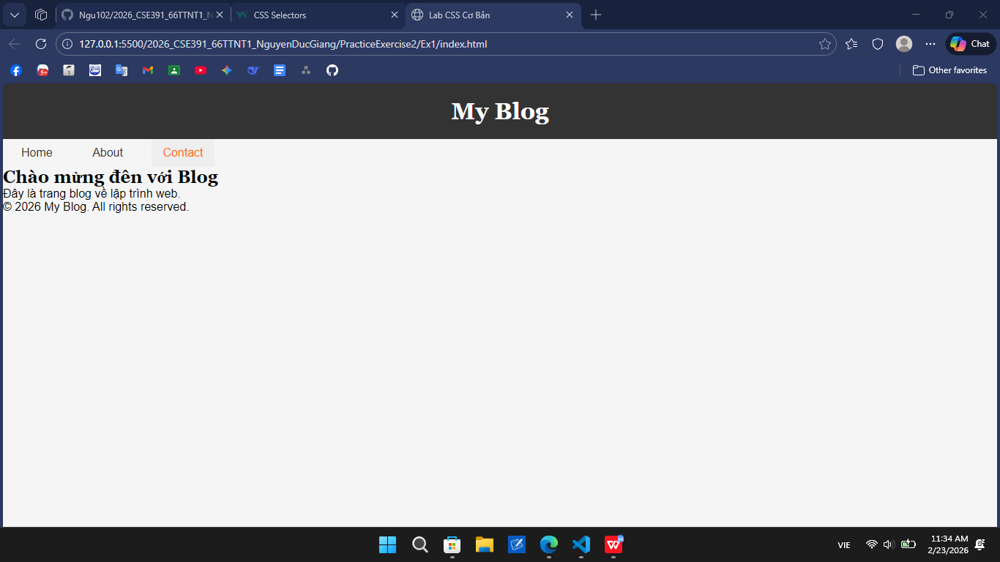 Ngu102/2026_CSE391_66TTNT1_N
CSS Selectors
Lab CSS Cơ Bản
127.0.0.1:5500/2026_CSE391_66TTNT1_NguyenDucGiang/PracticeExercise2/Ex1/index.html
Chat
Other favorites
My Blog
Home About Contact
Chào mừng đên với Blog
Đây là trang blog về lập trình web.
© 2026 My Blog. All rights reserved.
VIE
11:34 AM
2/23/2026